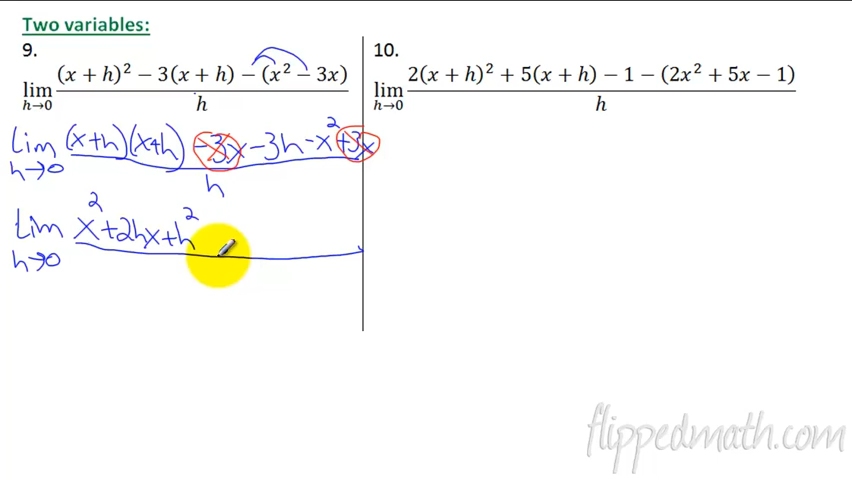 Two variables:
9.
lim h→0 ((x + h)² − 3(x + h) − (x² − 3x)) / h
lim h→0 ((x+h)(x+h) −3x −3h −x² +3x) / h
lim h→0 x² + 2hx + h²
10.
lim h→0 (2(x + h)² + 5(x + h) − 1 − (2x² + 5x − 1)) / h
flippedmath.com